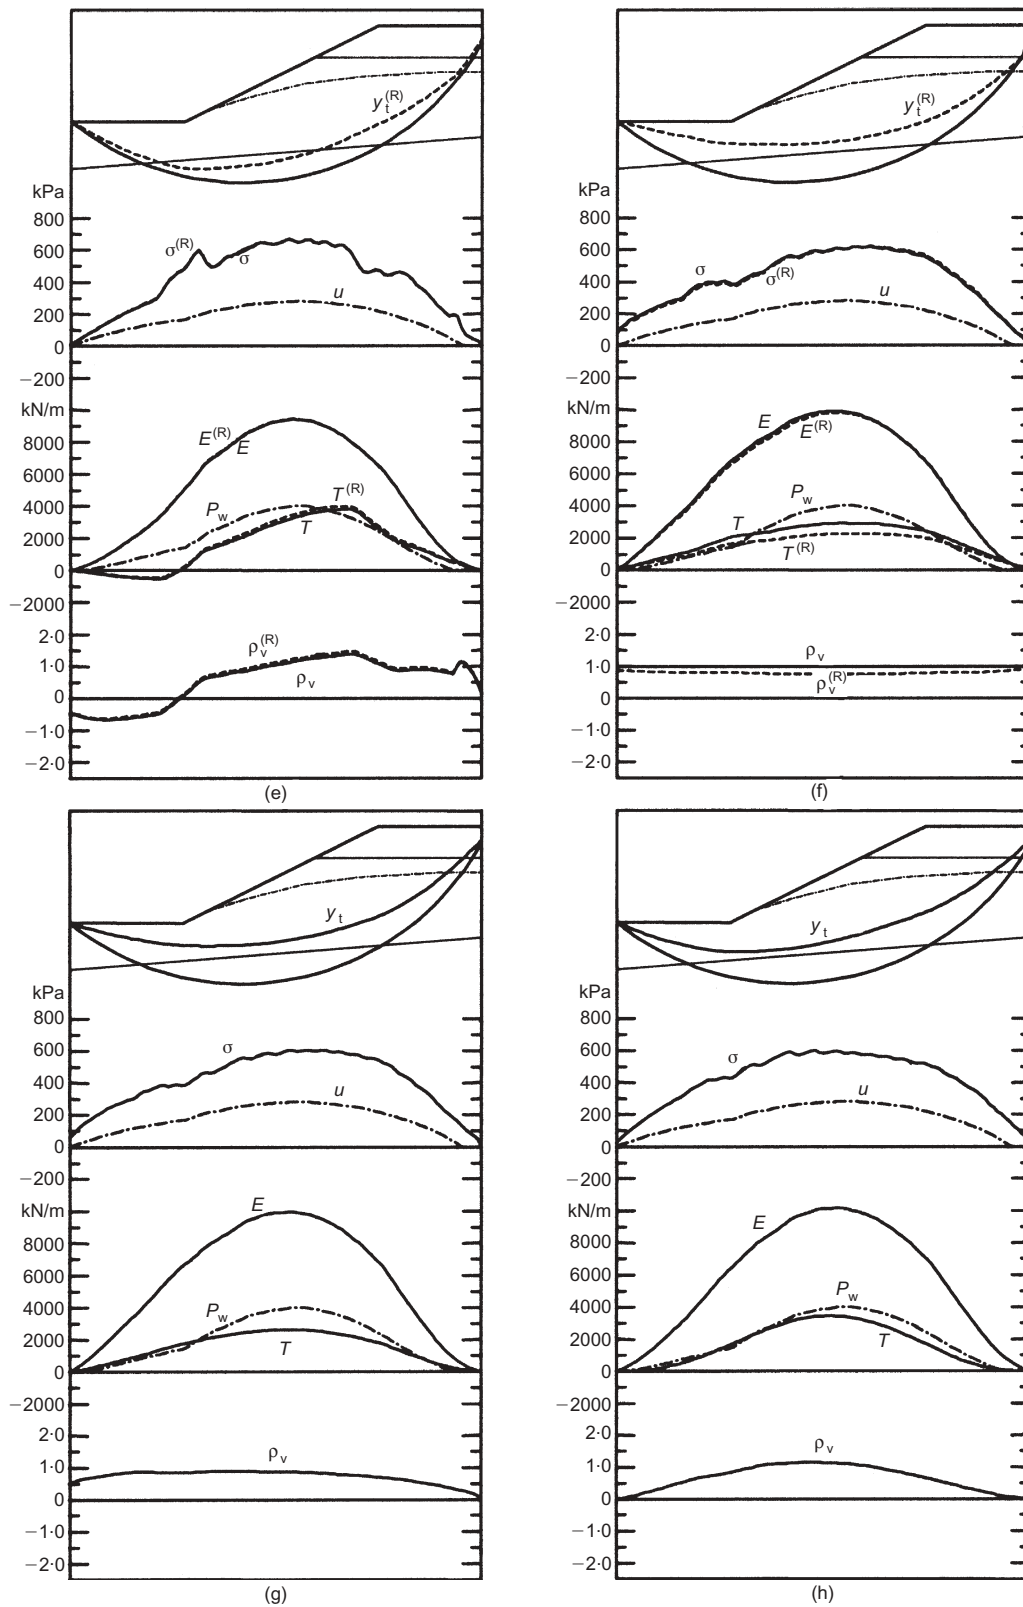 y_t^(R)
kPa
800
600
400
200
0
−200
σ^(R)
σ
u
kN/m
8000
6000
4000
2000
0
−2000
E^(R)
E
P_w
T^(R)
T
2·0
1·0
0
−1·0
−2·0
ρ_v^(R)
ρ_v
(e)
y_t^(R)
kPa
800
600
400
200
0
−200
σ
σ^(R)
u
kN/m
8000
6000
4000
2000
0
−2000
E
E^(R)
P_w
T
T^(R)
2·0
1·0
0
−1·0
−2·0
ρ_v
ρ_v^(R)
(f)
y_t
kPa
800
600
400
200
0
−200
σ
u
kN/m
8000
6000
4000
2000
0
−2000
E
P_w
T
2·0
1·0
0
−1·0
−2·0
ρ_v
(g)
y_t
kPa
800
600
400
200
0
−200
σ
u
kN/m
8000
6000
4000
2000
0
−2000
E
P_w
T
2·0
1·0
0
−1·0
−2·0
ρ_v
(h)